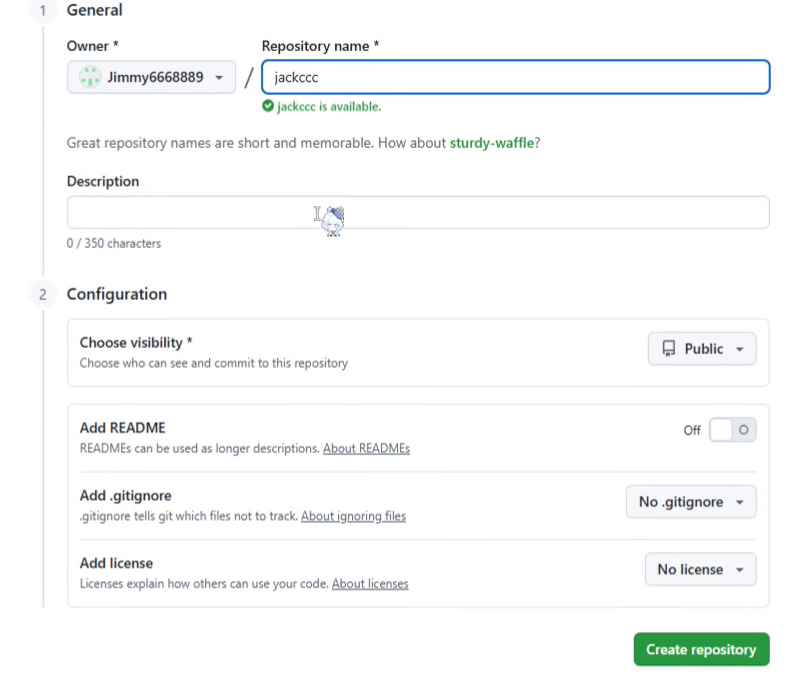 1 General
Owner * Repository name *
Jimmy6668889 / jackccc
jackccc is available.
Great repository names are short and memorable. How about sturdy-waffle?
Description
0 / 350 characters
2 Configuration
Choose visibility *
Choose who can see and commit to this repository
Public
Add README
READMEs can be used as longer descriptions. About READMEs
Off
Add .gitignore
.gitignore tells git which files not to track. About ignoring files
No .gitignore
Add license
Licenses explain how others can use your code. About licenses
No license
Create repository